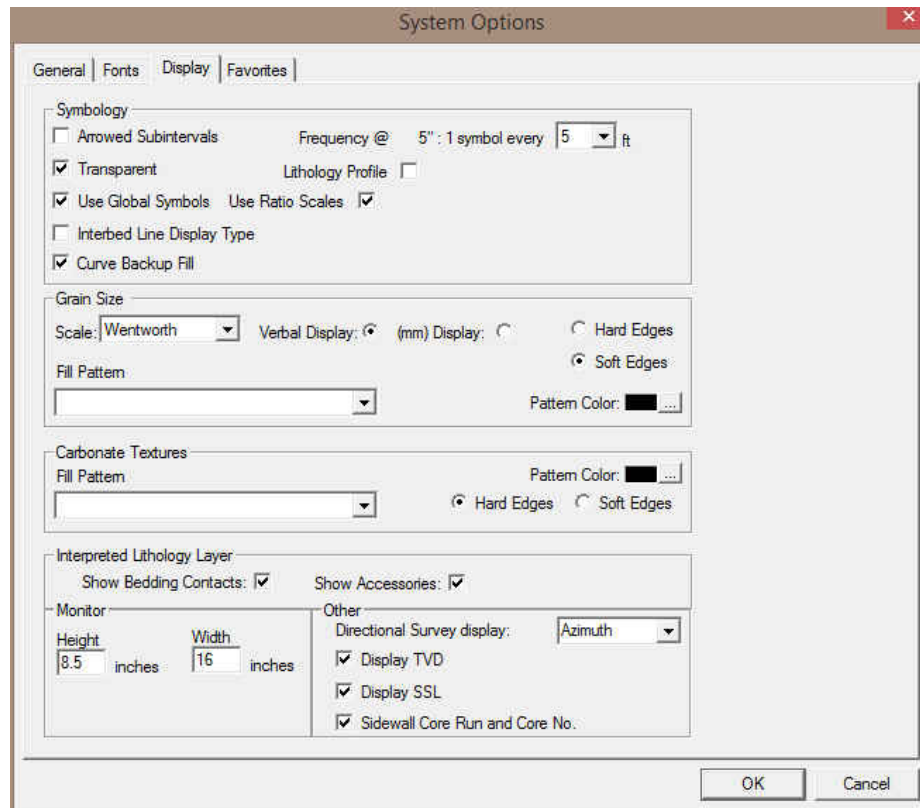 System Options
General Fonts Display Favorites
Symbology
Arrowed Subintervals Frequency @ 5" : 1 symbol every 5 ft
Transparent Lithology Profile
Use Global Symbols Use Ratio Scales
Interbed Line Display Type
Curve Backup Fill
Grain Size
Scale: Wentworth Verbal Display: (mm) Display: Hard Edges
Soft Edges
Fill Pattern
Pattern Color: ...
Carbonate Textures
Fill Pattern Pattern Color: ...
Hard Edges Soft Edges
Interpreted Lithology Layer
Show Bedding Contacts: Show Accessories:
Monitor
Height Width
8.5 inches 16 inches
Other
Directional Survey display: Azimuth
Display TVD
Display SSL
Sidewall Core Run and Core No.
OK Cancel